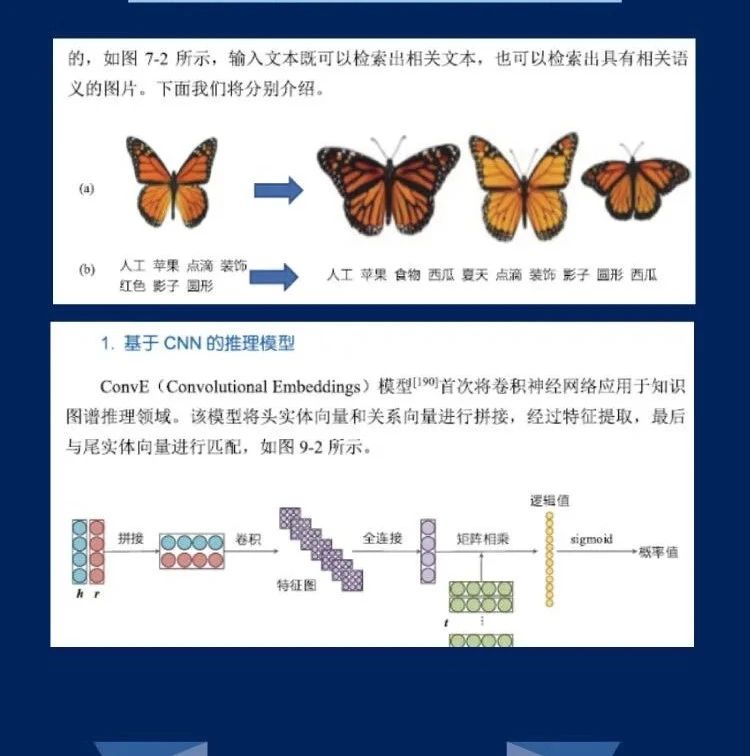 的，如图 7-2 所示，输入文本既可以检索出相关文本，也可以检索出具有相关语
义的图片。下面我们将分别介绍。
(a)
(b)
人工 苹果 点滴 装饰
红色 影子 圆形
人工 苹果 食物 西瓜 夏天 点滴 装饰 影子 圆形 西瓜
1. 基于 CNN 的推理模型
ConvE（Convolutional Embeddings）模型[190]首次将卷积神经网络应用于知识
图谱推理领域。该模型将头实体向量和关系向量进行拼接，经过特征提取，最后
与尾实体向量进行匹配，如图 9-2 所示。
逻辑值
拼接
卷积
全连接
矩阵相乘
sigmoid
概率值
特征图
h r
t